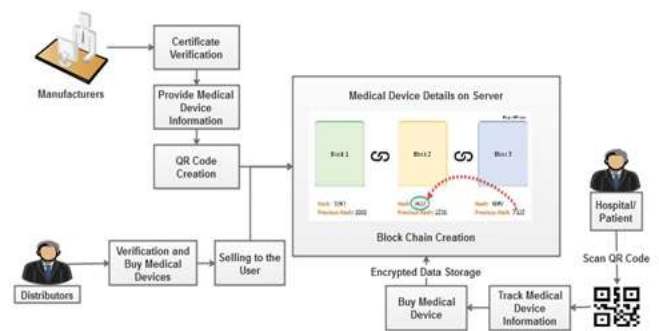 Certificate
Verification
Manufacturers
Provide Medical
Device
Information
QR Code
Creation
Medical Device Details on Server
Block 1
Block 2
Block 3
Hash:
Previous Hash:
Hash:
Previous Hash:
Hash:
Previous Hash:
Block Chain Creation
Hospital/
Patient
Scan QR Code
Verification and
Buy Medical
Devices
Selling to the
User
Distributors
Encrypted Data Storage
Buy Medical
Device
Track Medical
Device
Information